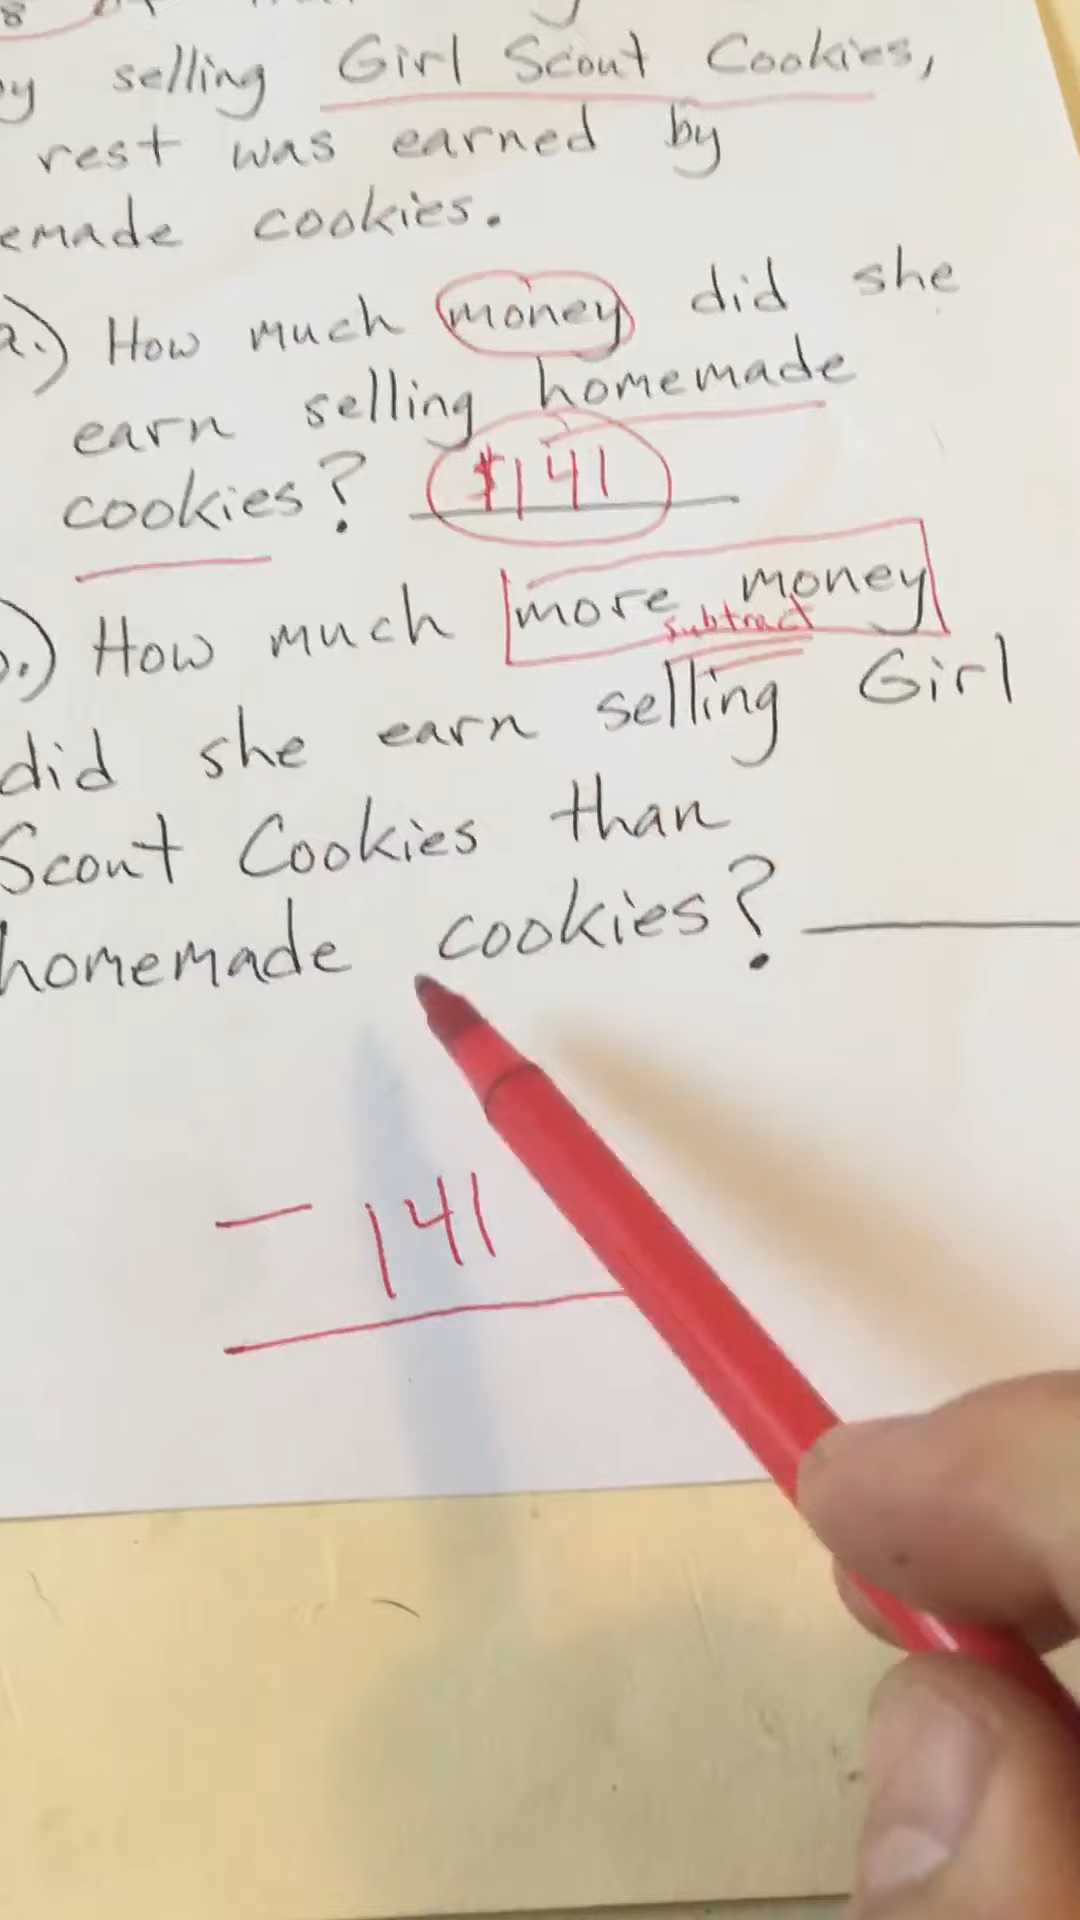 by selling Girl Scout Cookies,
rest was earned by
emade cookies.
a.) How much money did she
earn selling homemade
cookies? $141
b.) How much more money
subtract
did she earn selling Girl
Scout Cookies than
homemade cookies?
- 141